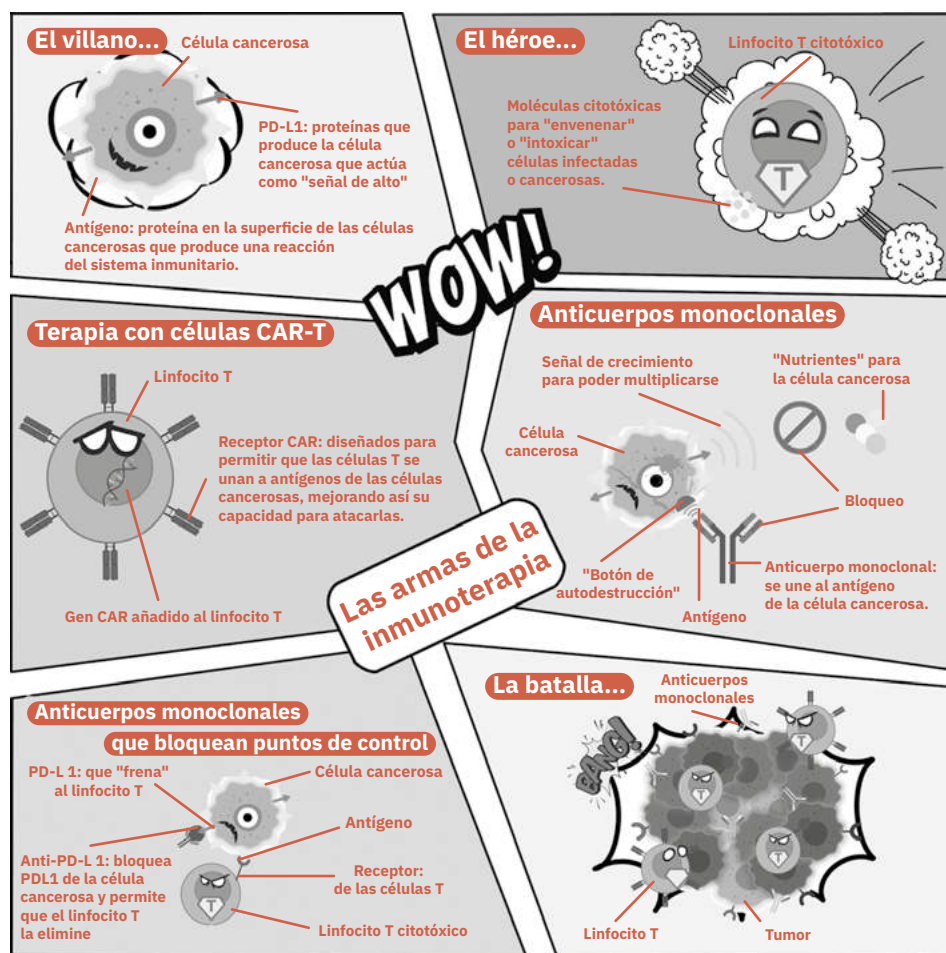 El villano...
Célula cancerosa
PD-L1: proteínas que
produce la célula
cancerosa que actúa
como "señal de alto"
Antígeno: proteína en la superficie de las células
cancerosas que produce una reacción
del sistema inmunitario.
El héroe...
Linfocito T citotóxico
Moléculas citotóxicas
para "envenenar"
o "intoxicar"
células infectadas
o cancerosas.
T
WOW!
Terapia con células CAR-T
Linfocito T
Receptor CAR: diseñados para
permitir que las células T se
unan a antígenos de las células
cancerosas, mejorando así su
capacidad para atacarlas.
Gen CAR añadido al linfocito T
Anticuerpos monoclonales
Señal de crecimiento
para poder multiplicarse
"Nutrientes" para
la célula cancerosa
Célula
cancerosa
Bloqueo
"Botón de
autodestrucción"
Antígeno
Anticuerpo monoclonal:
se une al antígeno
de la célula cancerosa.
Las armas de la
inmunoterapia
Anticuerpos monoclonales
que bloquean puntos de control
PD-L 1: que "frena"
al linfocito T
Célula cancerosa
Antígeno
Anti-PD-L 1: bloquea
PDL1 de la célula
cancerosa y permite
que el linfocito T
la elimine
Receptor:
de las células T
T
Linfocito T citotóxico
La batalla...
Anticuerpos
monoclonales
BANG!
T
T
T
T
Linfocito T
Tumor